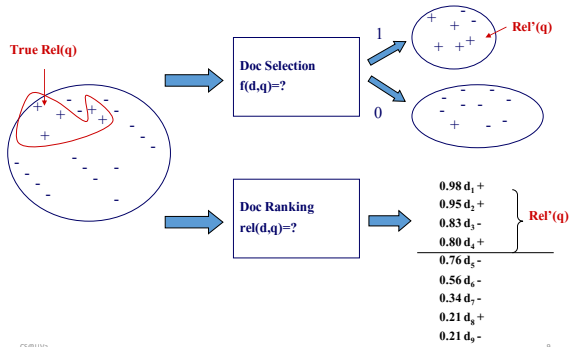 True Rel(q)
Doc Selection
f(d,q)=?
1
0
Rel’(q)
+ - - + + + + + -
- - - - - - + - -
+ - - + + - - + + - - - - - - - - - - - -
Doc Ranking
rel(d,q)=?
0.98 d1 +
0.95 d2 +
0.83 d3 -
0.80 d4 +
Rel’(q)
0.76 d5 -
0.56 d6 -
0.34 d7 -
0.21 d8 +
0.21 d9 -